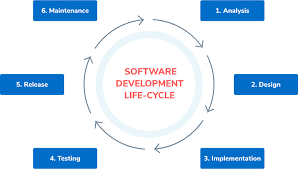 6. Maintenance
1. Analysis
SOFTWARE
DEVELOPMENT
LIFE-CYCLE
5. Release
2. Design
4. Testing
3. Implementation